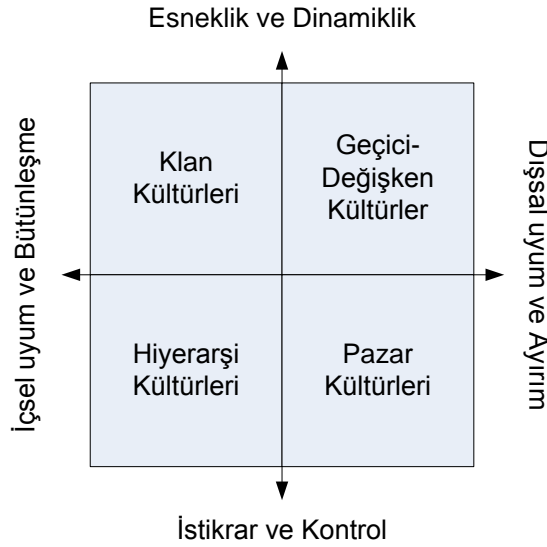 Esneklik ve Dinamiklik
Klan
Kültürleri
Geçici-
Değişken
Kültürler
İçsel uyum ve Bütünleşme
Dışsal uyum ve Ayırım
Hiyerarşi
Kültürleri
Pazar
Kültürleri
İstikrar ve Kontrol